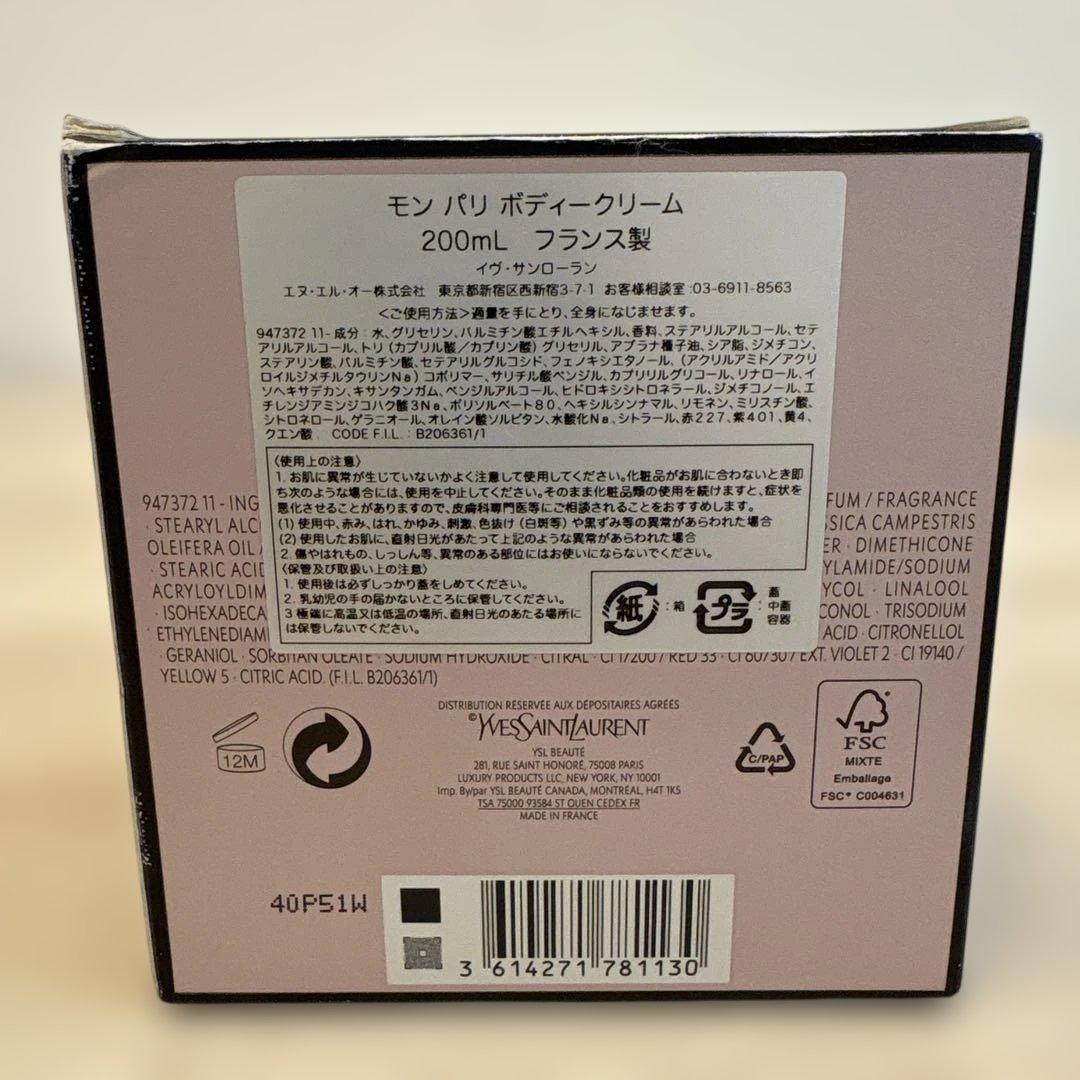 モン パリ ボディークリーム
200mL フランス製
イヴ・サンローラン
エヌ・エル・オー株式会社 東京都新宿区西新宿3-7-1 お客様相談室:03-6911-8563
<ご使用方法>適量を手にとり、全身になじませます。
947372 11- 成分:水、グリセリン、パルミチン酸エチルヘキシル、香料、ステアリルアルコール、セテ
アリルアルコール、トリ(カプリル酸/カプリン酸)グリセリル、アブラナ種子油、シア脂、ジメチコン、
ステアリン酸、パルミチン酸、セテアリルグルコシド、フェノキシエタノール、(アクリルアミド/アクリ
ロイルジメチルタウリンNa)コポリマー、サリチル酸ベンジル、カプリリルグリコール、リナロール、イ
ソヘキサデカン、キサンタンガム、ベンジルアルコール、ヒドロキシシトロネラール、ジメチコノール、エ
チレンジアミンジコハク酸3Na、ポリソルベート80、ヘキシルシンナマル、リモネン、ミリスチン酸、
シトロネロール、ゲラニオール、オレイン酸ソルビタン、水酸化Na、シトラール、赤227、紫401、黄4、
クエン酸 CODE F.I.L. : B206361/1
〈使用上の注意〉
1. お肌に異常が生じていないかよく注意して使用してください。化粧品がお肌に合わないとき即
ち次のような場合には、使用を中止してください。そのまま化粧品類の使用を続けますと、症状を
悪化させることがありますので、皮膚科専門医等にご相談されることをおすすめします。
(1) 使用中、赤み、はれ、かゆみ、刺激、色抜け(白斑等)や黒ずみ等の異常があらわれた場合
(2) 使用したお肌に、直射日光があたって上記のような異常があらわれた場合
2. 傷やはれもの、しっしん等、異常のある部位にはお使いにならないでください。
〈保管及び取扱い上の注意〉
1. 使用後は必ずしっかり蓋をしめてください。
2. 乳幼児の手の届かないところに保管してください。
3 極端に高温又は低温の場所、直射日光のあたる場所に
は保管しないでください。
紙 :箱 プラ :蓋 中蓋 容器
947372 11 - ING FUM / FRAGRANCE
· STEARYL ALC SSICA CAMPESTRIS
OLEIFERA OIL / ER · DIMETHICONE
· STEARIC ACID YLAMIDE/SODIUM
ACRYLOYLDIM YCOL · LINALOOL
· ISOHEXADECA CONOL · TRISODIUM
ETHYLENEDIAM ACID · CITRONELLOL
· GERANIOL · SORBITAN OLEATE · SODIUM HYDROXIDE · CITRAL · CI 17200 / RED 33 · CI 60730 / EXT. VIOLET 2 · CI 19140 /
YELLOW 5 · CITRIC ACID. (F.I.L. B206361/1)
DISTRIBUTION RÉSERVÉE AUX DÉPOSITAIRES AGRÉÉS
©YVESSAINTLAURENT
YSL BEAUTÉ
281, RUE SAINT HONORÉ, 75008 PARIS
LUXURY PRODUCTS LLC, NEW YORK, NY 10001
Imp. By/par YSL BEAUTÉ CANADA, MONTRÉAL, H4T 1K5
TSA 75000 93584 ST OUEN CEDEX FR
MADE IN FRANCE
12M
C/PAP
FSC
MIXTE
Emballage
FSC® C004631
40P51W
3 614271 781130